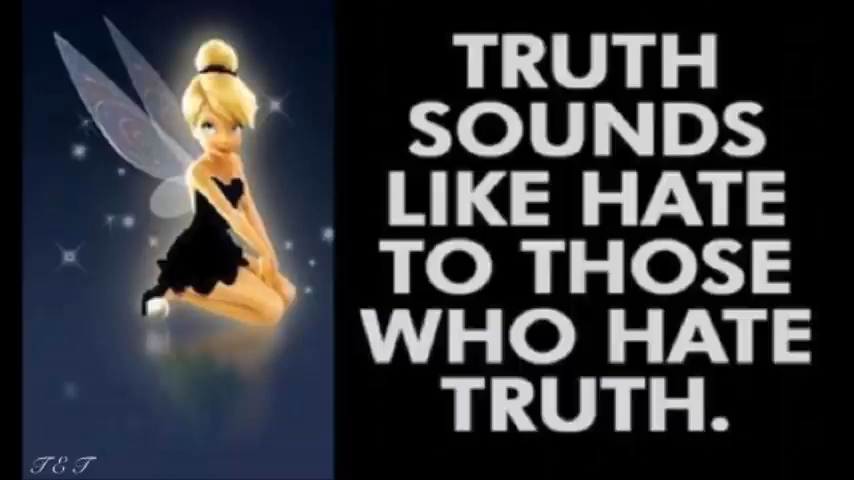 TRUTH
SOUNDS
LIKE HATE
TO THOSE
WHO HATE
TRUTH.
T&T